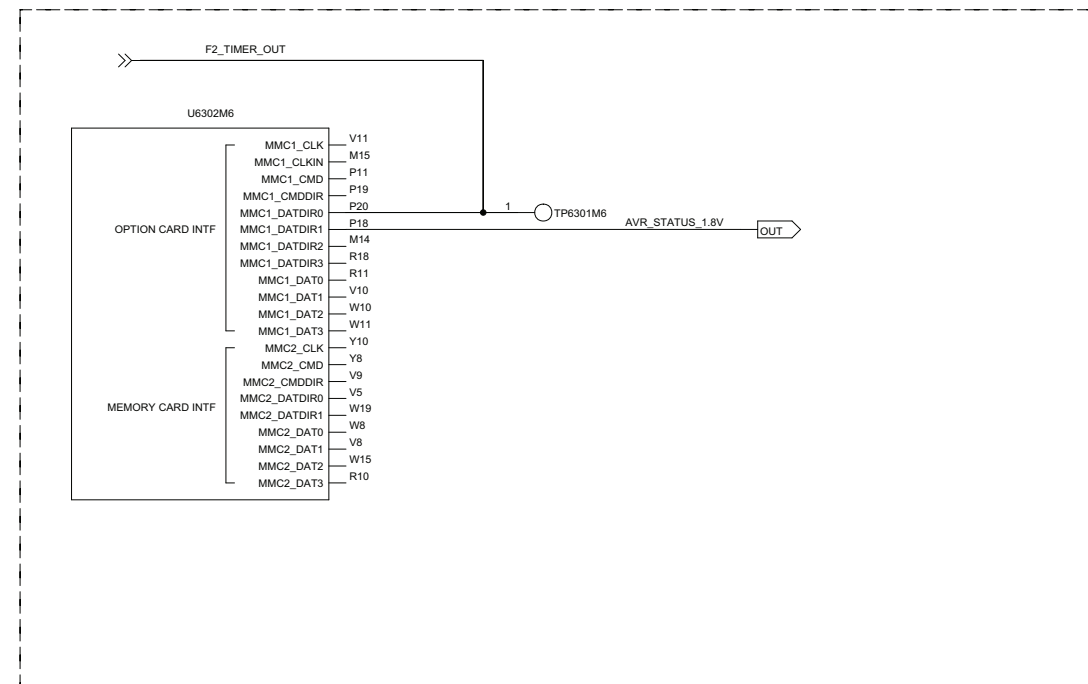 F2_TIMER_OUT
U6302M6
MMC1_CLK V11
MMC1_CLKIN M15
MMC1_CMD P11
MMC1_CMDDIR P19
MMC1_DATDIR0 P20 1 TP6301M6
OPTION CARD INTF MMC1_DATDIR1 P18 AVR_STATUS_1.8V OUT
MMC1_DATDIR2 M14
MMC1_DATDIR3 R18
MMC1_DAT0 R11
MMC1_DAT1 V10
MMC1_DAT2 W10
MMC1_DAT3 W11
MMC2_CLK Y10
MMC2_CMD Y8
MMC2_CMDDIR V9
MMC2_DATDIR0 V5
MEMORY CARD INTF MMC2_DATDIR1 W19
MMC2_DAT0 W8
MMC2_DAT1 V8
MMC2_DAT2 W15
MMC2_DAT3 R10